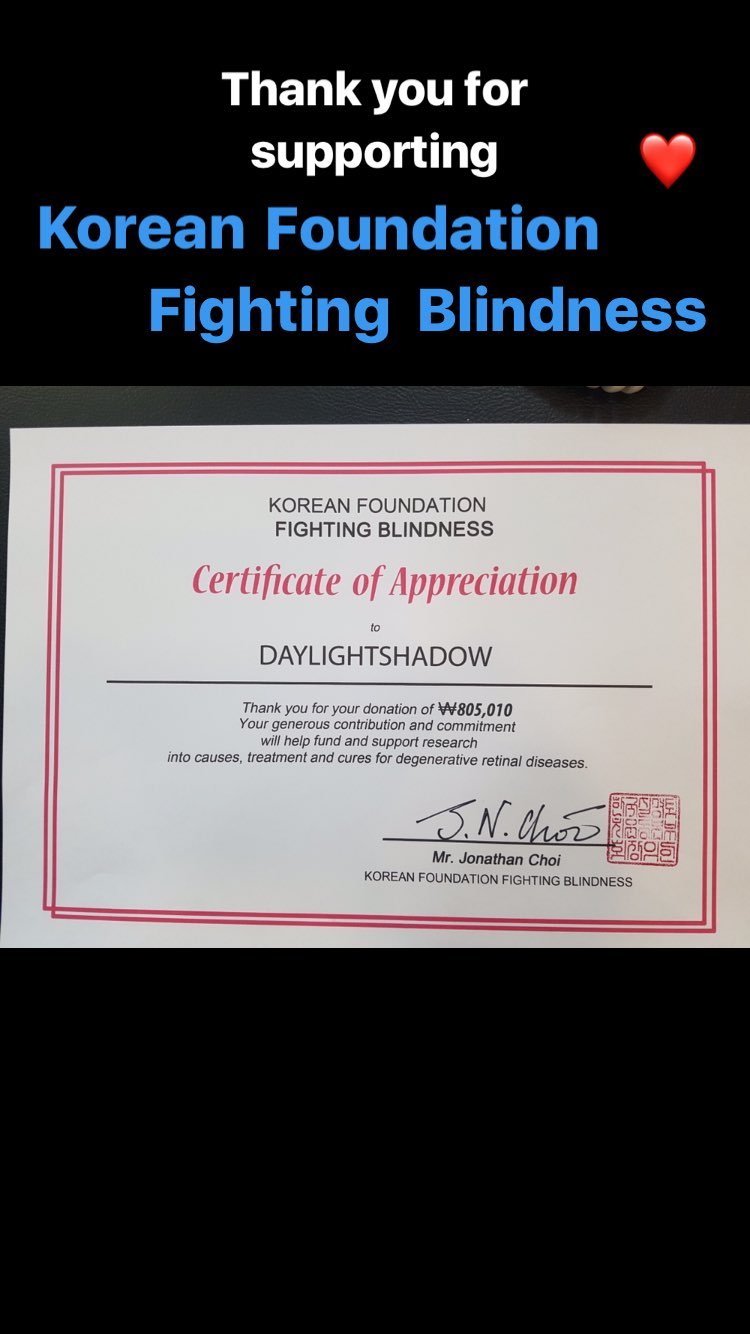 Thank you for
supporting ❤️
Korean Foundation
Fighting Blindness
KOREAN FOUNDATION
FIGHTING BLINDNESS
Certificate of Appreciation
to
DAYLIGHTSHADOW
Thank you for your donation of ₩805,010
Your generous contribution and commitment
will help fund and support research
into causes, treatment and cures for degenerative retinal diseases.
J.N. Choi
Mr. Jonathan Choi
KOREAN FOUNDATION FIGHTING BLINDNESS